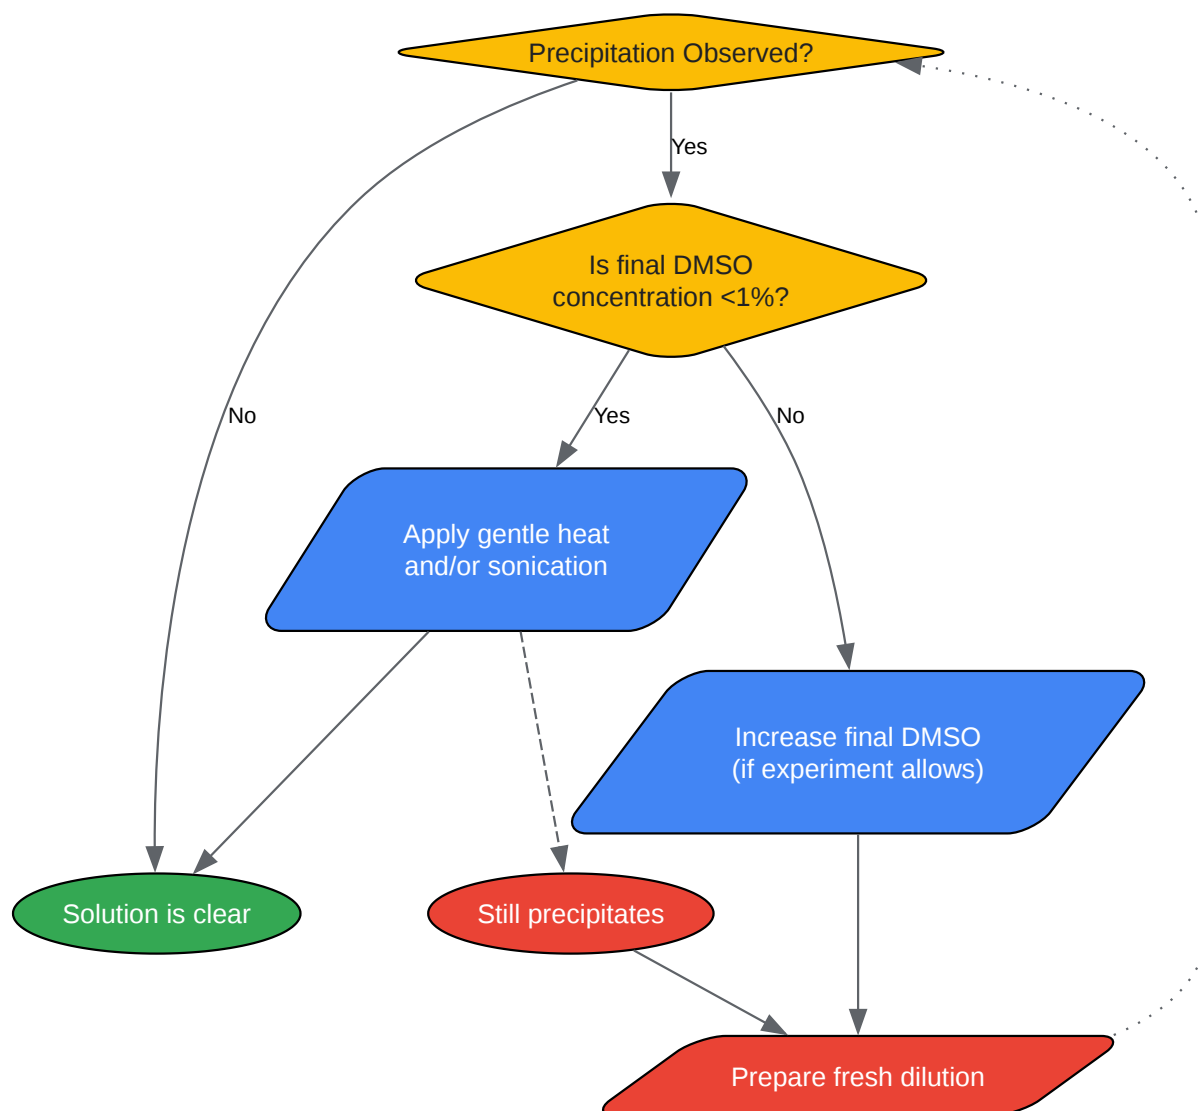 Precipitation Observed?
Yes
Is final DMSO
concentration <1%?
No
Yes
No
Apply gentle heat
and/or sonication
Increase final DMSO
(if experiment allows)
Solution is clear
Still precipitates
Prepare fresh dilution